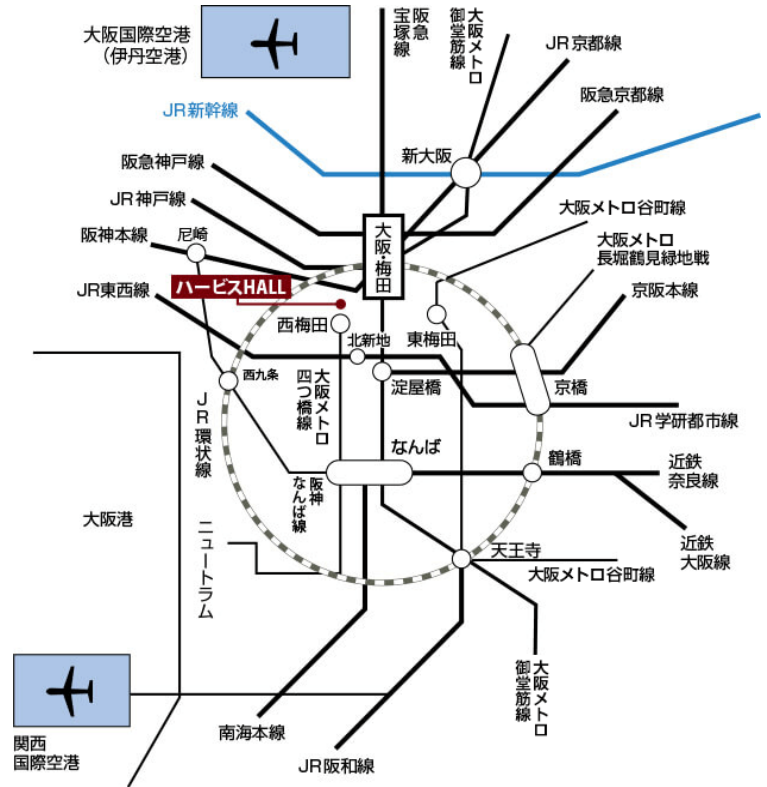 大阪国際空港
（伊丹空港）
阪急
宝塚線
大阪メトロ
御堂筋線
JR京都線
阪急京都線
JR新幹線
新大阪
阪急神戸線
JR神戸線
阪神本線
尼崎
大阪・梅田
大阪メトロ谷町線
大阪メトロ
長堀鶴見緑地戦
ハービスHALL
JR東西線
京阪本線
西梅田
東梅田
北新地
西九条
大阪メトロ
四つ橋線
淀屋橋
京橋
JR学研都市線
JR環状線
なんば
鶴橋
近鉄
奈良線
阪神
なんば線
大阪港
ニュートラム
近鉄
大阪線
天王寺
大阪メトロ谷町線
大阪メトロ
御堂筋線
関西
国際空港
南海本線
JR阪和線